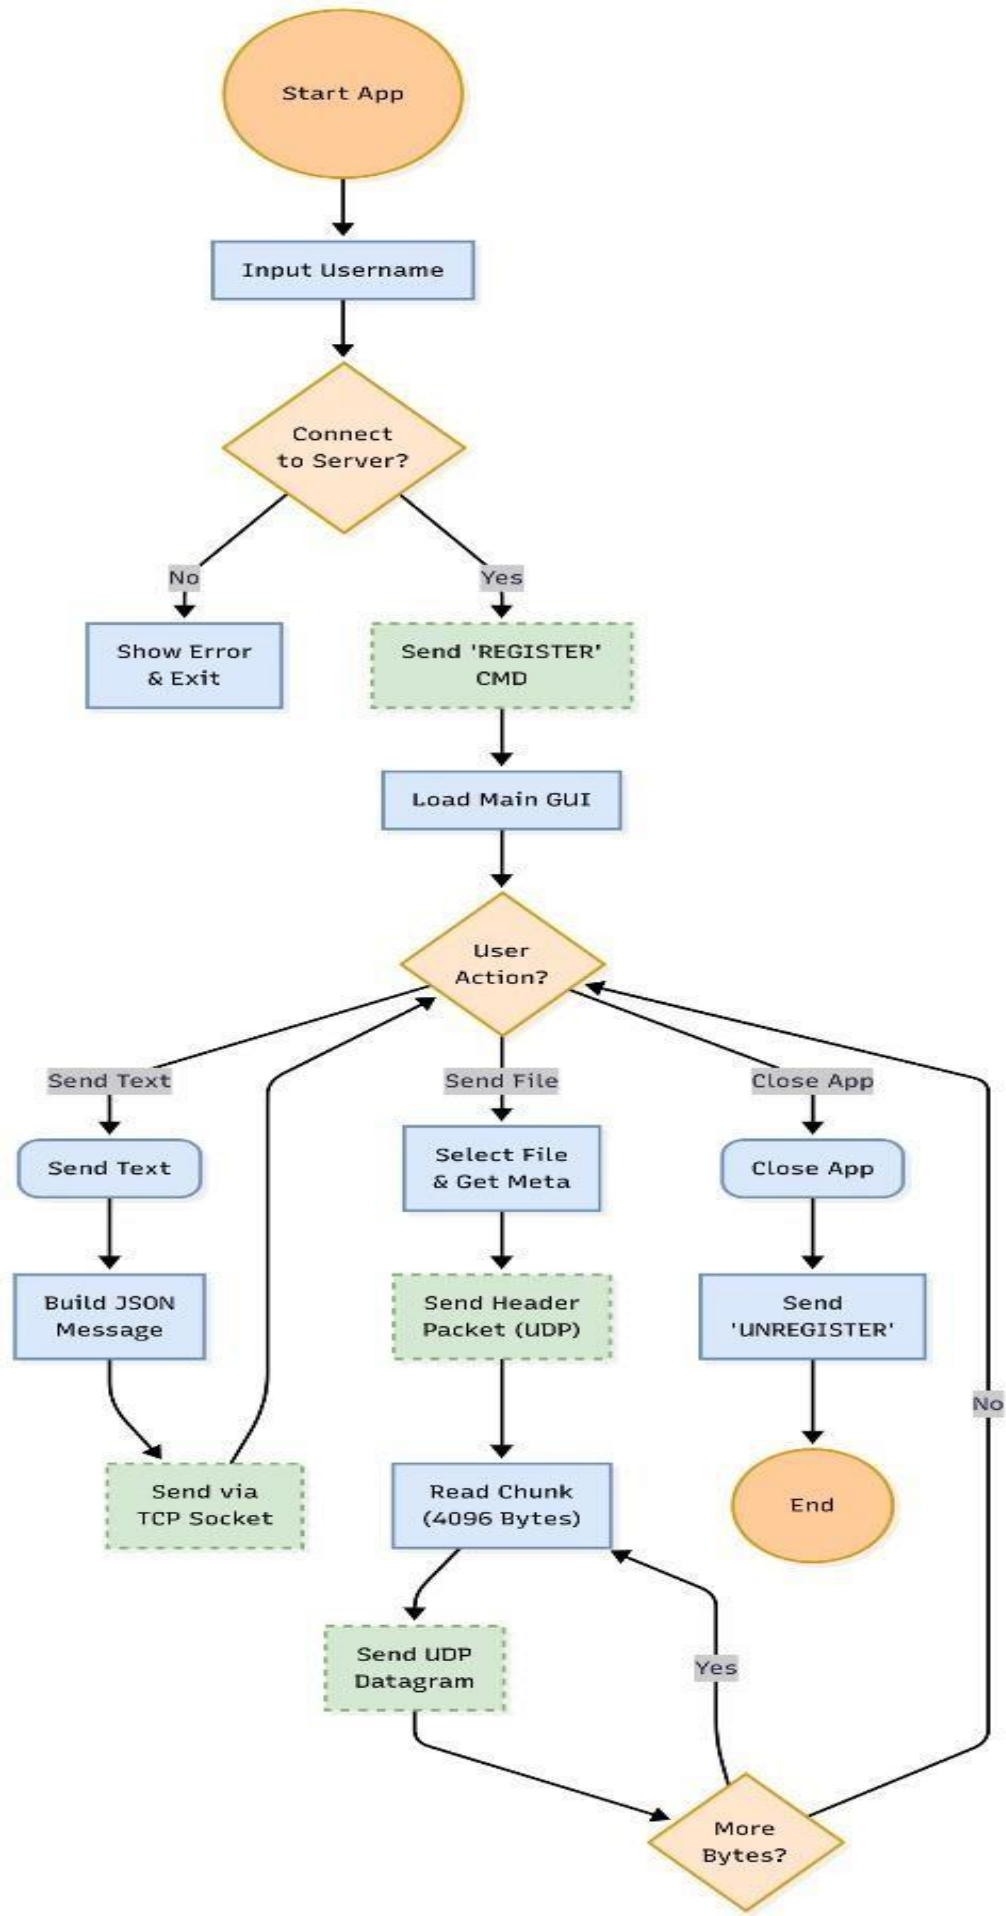 Start App
Input Username
Connect
to Server?
No
Yes
Show Error
& Exit
Send 'REGISTER'
CMD
Load Main GUI
User
Action?
Send Text
Send File
Close App
Send Text
Select File
& Get Meta
Close App
Build JSON
Message
Send Header
Packet (UDP)
Send
'UNREGISTER'
No
Send via
TCP Socket
Read Chunk
(4096 Bytes)
End
Send UDP
Datagram
Yes
More
Bytes?